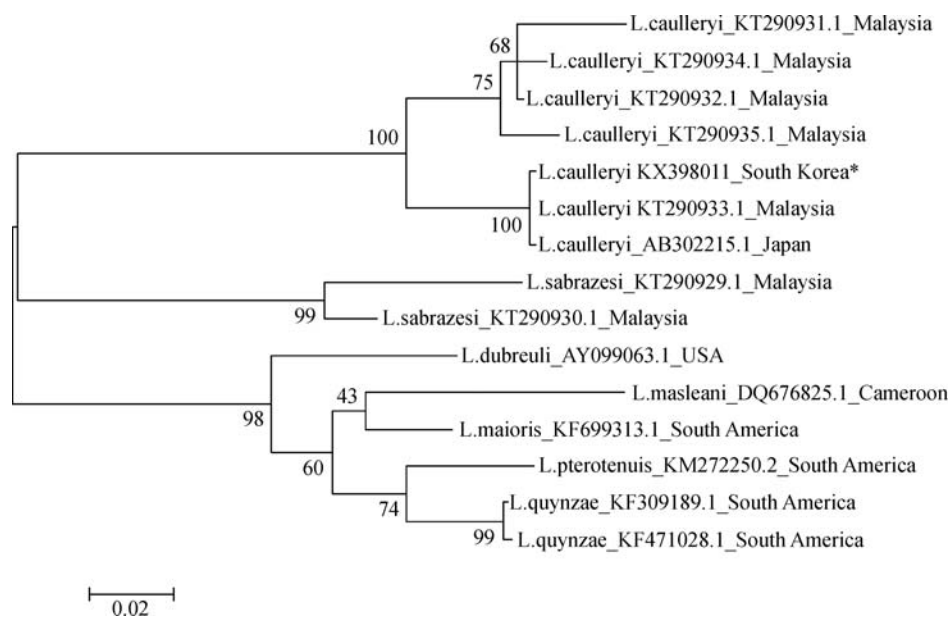 L.caulleryi_KT290931.1_Malaysia
68
L.caulleryi_KT290934.1_Malaysia
75
L.caulleryi_KT290932.1_Malaysia
L.caulleryi_KT290935.1_Malaysia
100
L.caulleryi KX398011_South Korea*
L.caulleryi KT290933.1_Malaysia
100
L.caulleryi_AB302215.1_Japan
L.sabrazesi_KT290929.1_Malaysia
99
L.sabrazesi_KT290930.1_Malaysia
L.dubreuli_AY099063.1_USA
43
L.masleani_DQ676825.1_Cameroon
98
L.maioris_KF699313.1_South America
60
L.pterotenuis_KM272250.2_South America
74
L.quynzae_KF309189.1_South America
99
L.quynzae_KF471028.1_South America
0.02